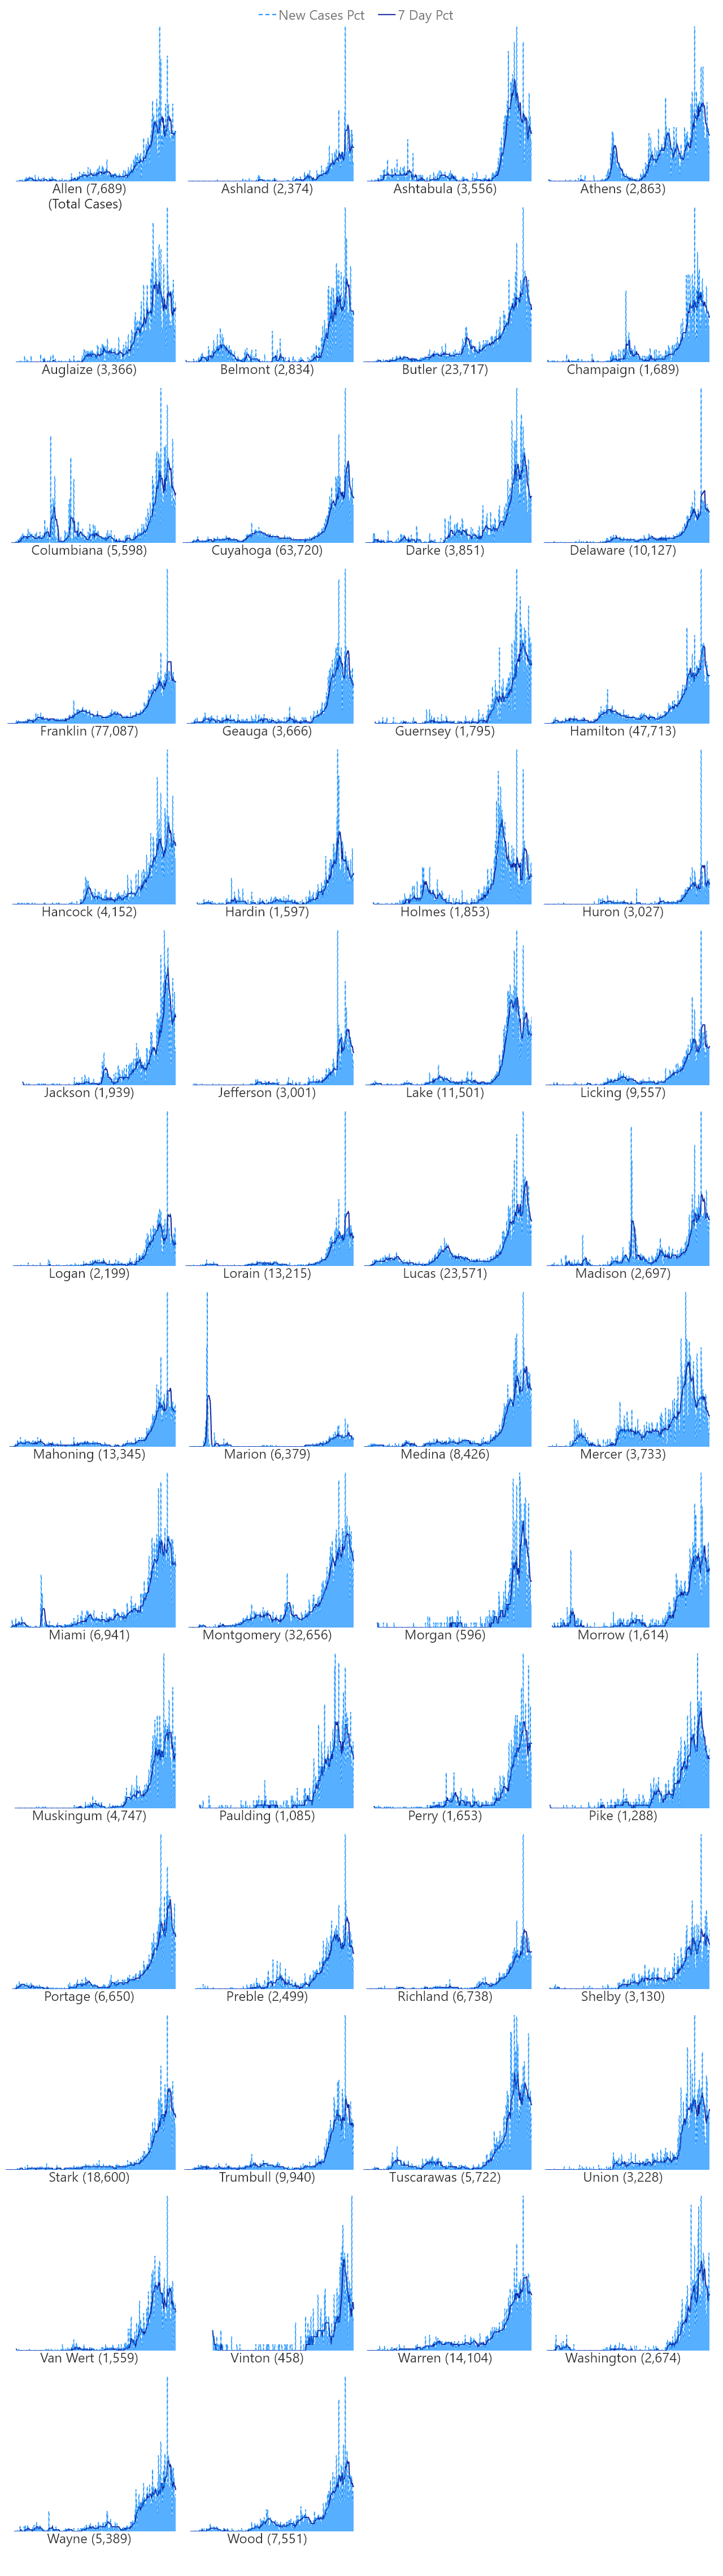 New Cases Pct 7 Day Pct
Allen (7,689) Ashland (2,374) Ashtabula (3,556) Athens (2,863)
(Total Cases)
Auglaize (3,366) Belmont (2,834) Butler (23,717) Champaign (1,689)
Columbiana (5,598) Cuyahoga (63,720) Darke (3,851) Delaware (10,127)
Franklin (77,087) Geauga (3,666) Guernsey (1,795) Hamilton (47,713)
Hancock (4,152) Hardin (1,597) Holmes (1,853) Huron (3,027)
Jackson (1,939) Jefferson (3,001) Lake (11,501) Licking (9,557)
Logan (2,199) Lorain (13,215) Lucas (23,571) Madison (2,697)
Mahoning (13,345) Marion (6,379) Medina (8,426) Mercer (3,733)
Miami (6,941) Montgomery (32,656) Morgan (596) Morrow (1,614)
Muskingum (4,747) Paulding (1,085) Perry (1,653) Pike (1,288)
Portage (6,650) Preble (2,499) Richland (6,738) Shelby (3,130)
Stark (18,600) Trumbull (9,940) Tuscarawas (5,722) Union (3,228)
Van Wert (1,559) Vinton (458) Warren (14,104) Washington (2,674)
Wayne (5,389) Wood (7,551)